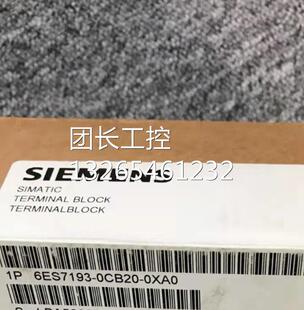 团长工控
SIEMENS
13265461232
SIMATIC
TERMINAL BLOCK
TERMINALBLOCK
1P 6ES7193-0CB20-0XA0